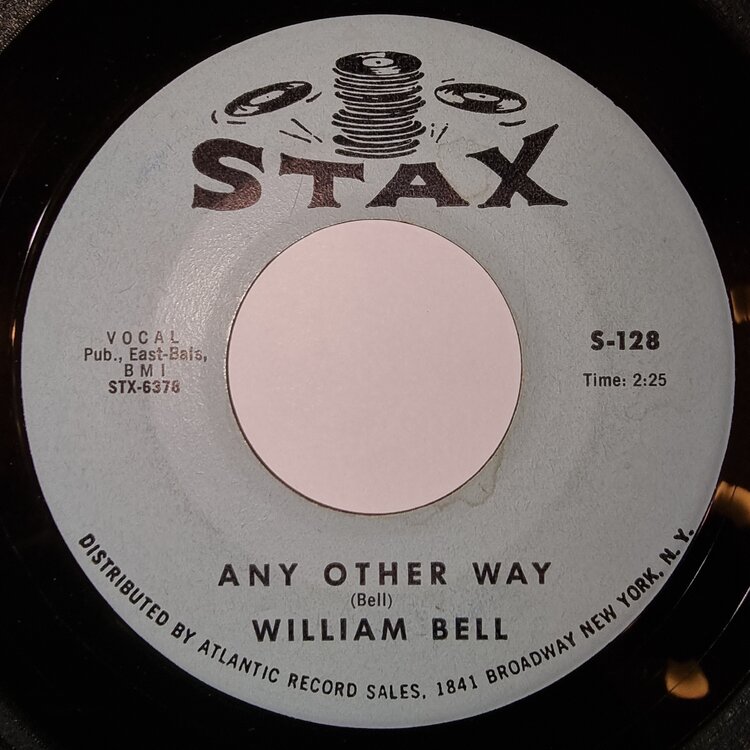 STAX
VOCAL
Pub., East-Bais,
BMI
STX-6378
S-128
Time: 2:25
ANY OTHER WAY
(Bell)
WILLIAM BELL
DISTRIBUTED BY ATLANTIC RECORD SALES, 1841 BROADWAY NEW YORK, N. Y.